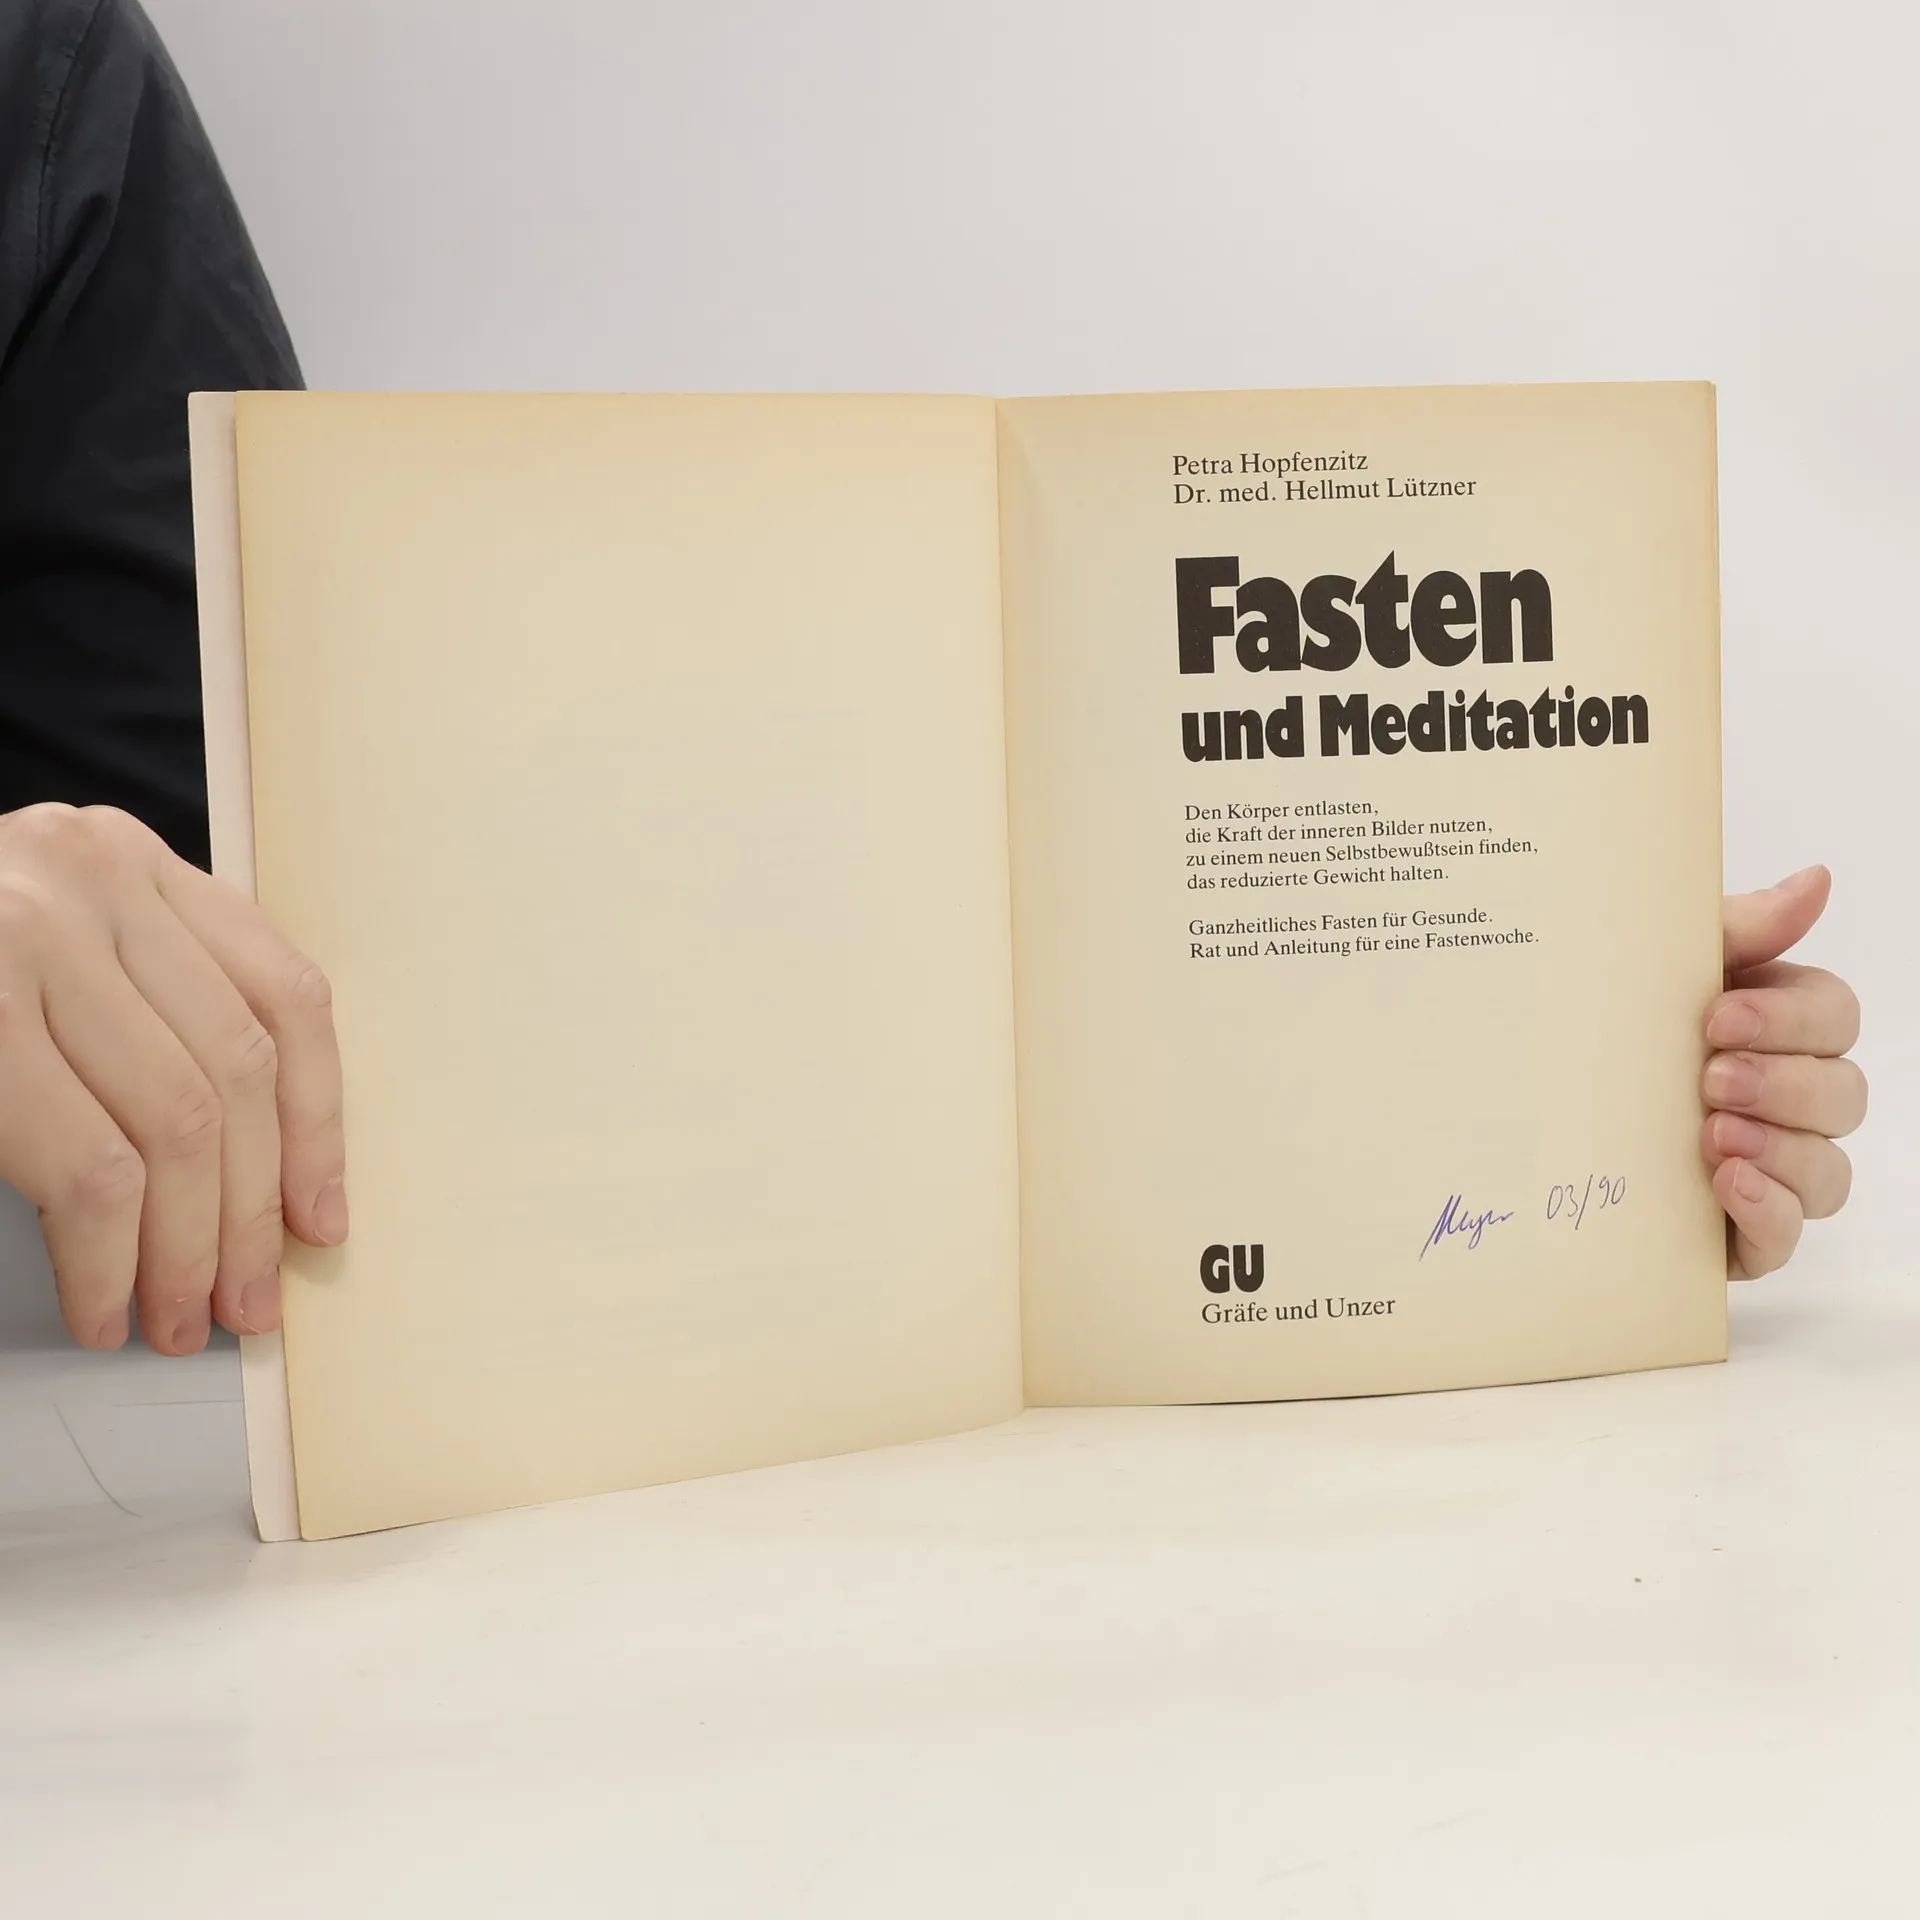 Petra Hopfenzitz
Dr. med. Hellmut Lützner
Fasten
und Meditation
Den Körper entlasten,
die Kraft der inneren Bilder nutzen,
zu einem neuen Selbstbewußtsein finden,
das reduzierte Gewicht halten.
Ganzheitliches Fasten für Gesunde.
Rat und Anleitung für eine Fastenwoche.
Meyer 03/90
GU
Gräfe und Unzer